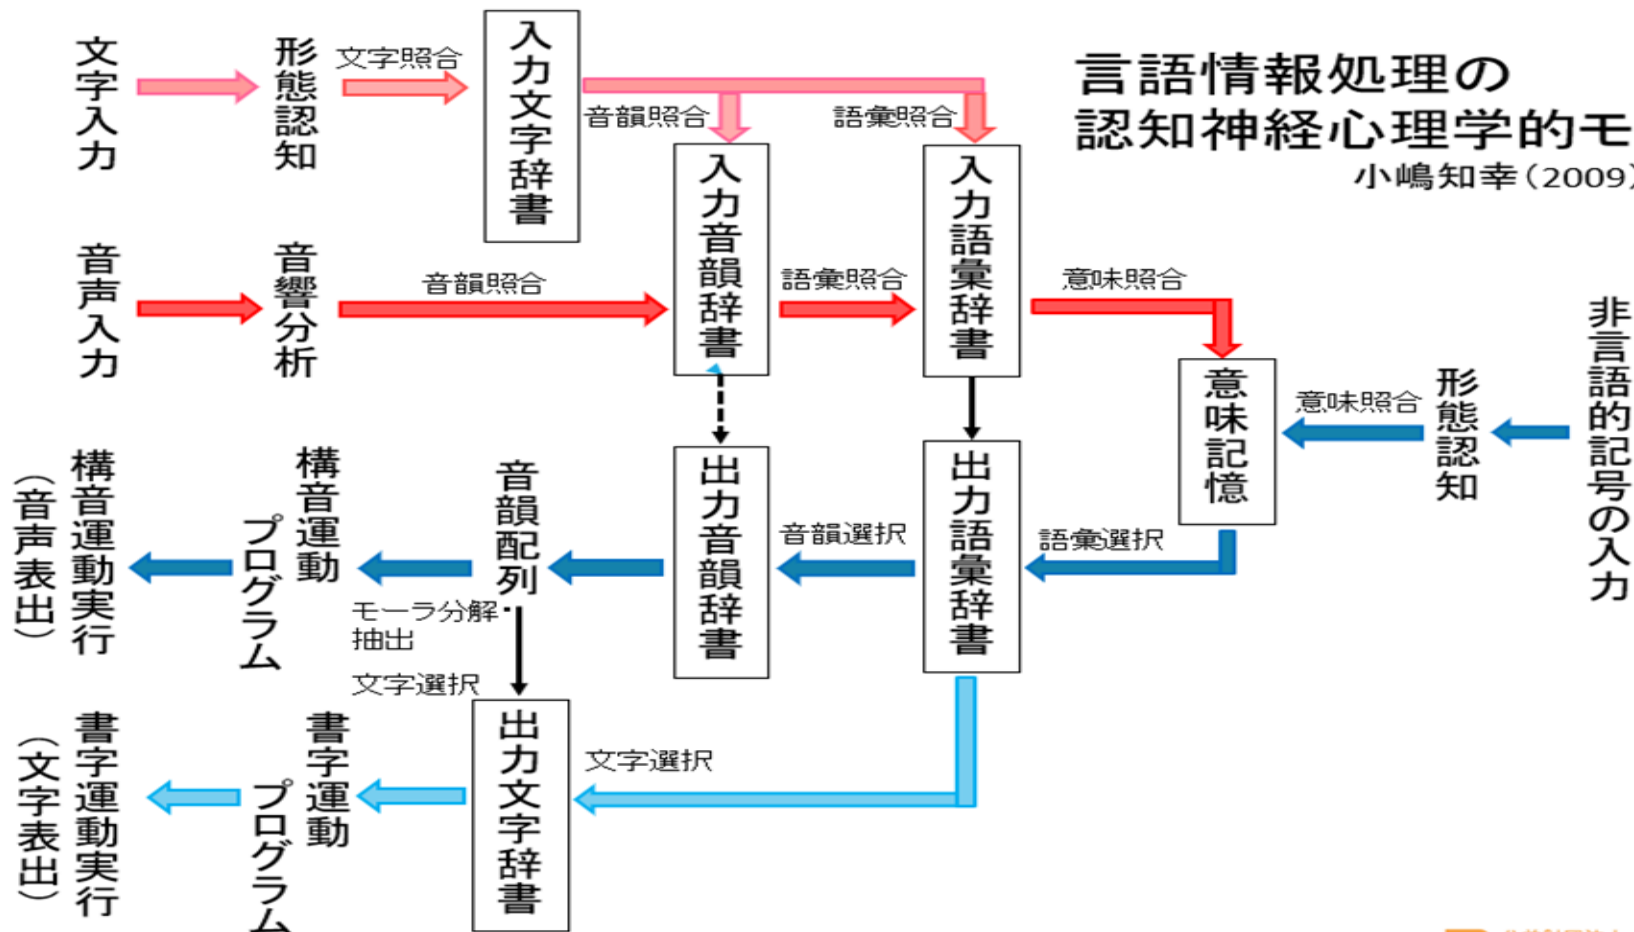 言語情報処理の
認知神経心理学的モ
小嶋知幸(2009)
文字入力
形態認知
文字照合
入力文字辞書
音韻照合
語彙照合
音声入力
音響分析
音韻照合
入力音韻辞書
語彙照合
入力語彙辞書
意味照合
意味記憶
意味照合
形態認知
非言語的記号の入力
語彙選択
出力語彙辞書
音韻選択
出力音韻辞書
音韻配列
構音運動
プログラム
構音運動実行
(音声表出)
モーラ分解・
抽出
文字選択
出力文字辞書
文字選択
書字運動
プログラム
書字運動実行
(文字表出)